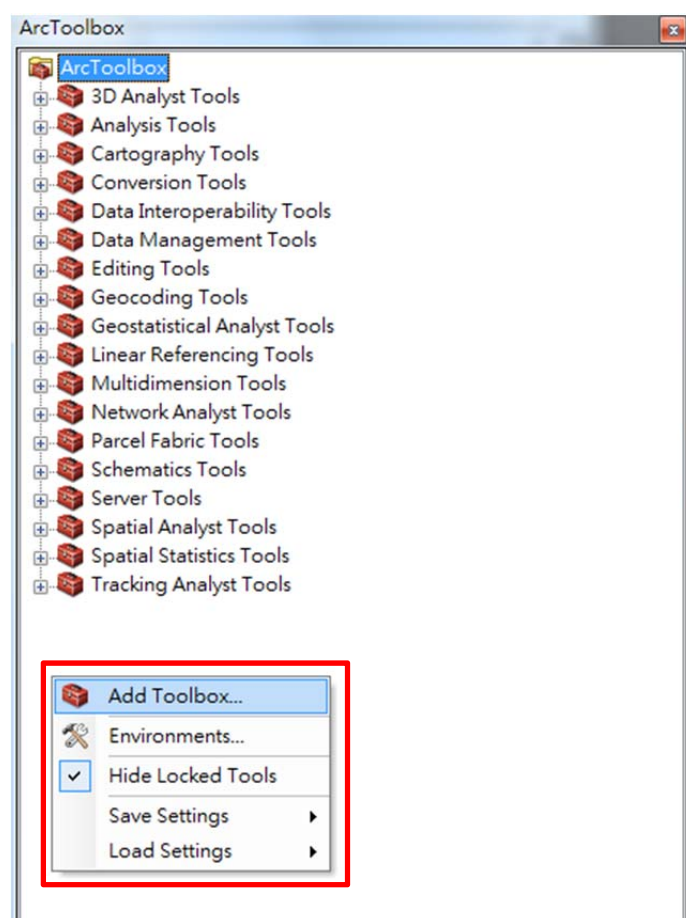 ArcToolbox
ArcToolbox
3D Analyst Tools
Analysis Tools
Cartography Tools
Conversion Tools
Data Interoperability Tools
Data Management Tools
Editing Tools
Geocoding Tools
Geostatistical Analyst Tools
Linear Referencing Tools
Multidimension Tools
Network Analyst Tools
Parcel Fabric Tools
Schematics Tools
Server Tools
Spatial Analyst Tools
Spatial Statistics Tools
Tracking Analyst Tools
Add Toolbox...
Environments...
Hide Locked Tools
Save Settings
Load Settings